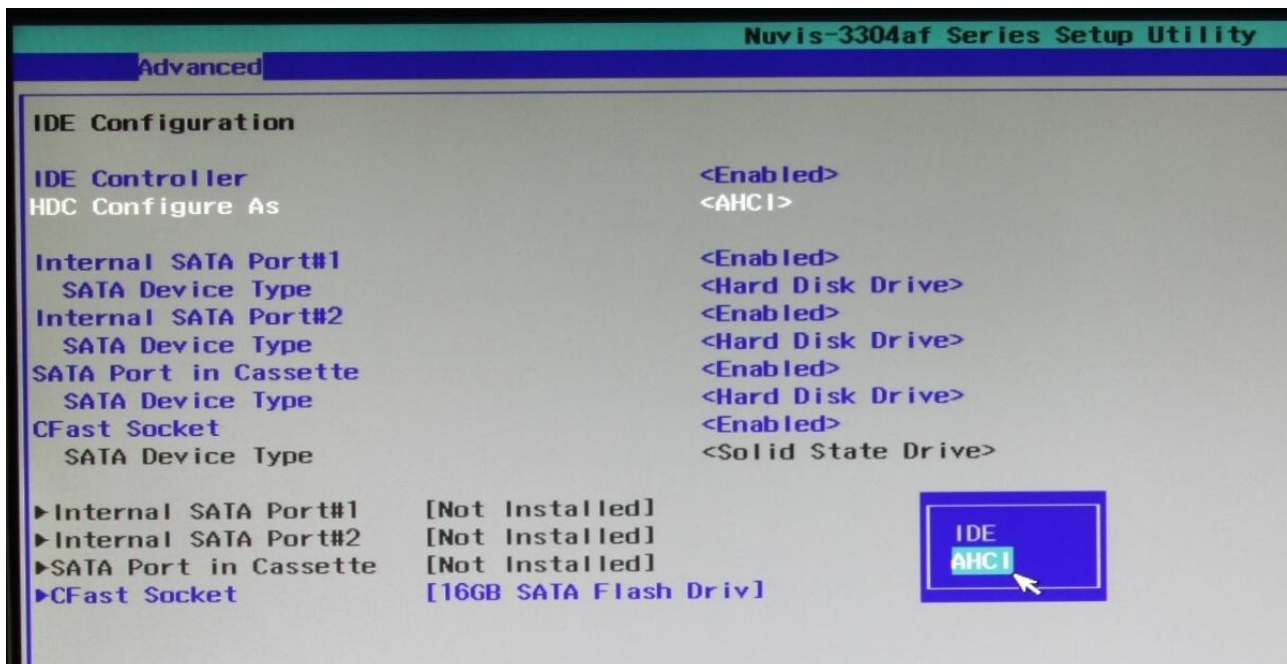 Nuvis-3304af Series Setup Utility
Advanced
IDE Configuration
IDE Controller <Enabled>
HDC Configure As <AHCI>
Internal SATA Port#1 <Enabled>
SATA Device Type <Hard Disk Drive>
Internal SATA Port#2 <Enabled>
SATA Device Type <Hard Disk Drive>
SATA Port in Cassette <Enabled>
SATA Device Type <Hard Disk Drive>
CFast Socket <Enabled>
SATA Device Type <Solid State Drive>
▶Internal SATA Port#1 [Not Installed]
▶Internal SATA Port#2 [Not Installed]
▶SATA Port in Cassette [Not Installed]
▶CFast Socket [16GB SATA Flash Driv]
IDE
AHCI